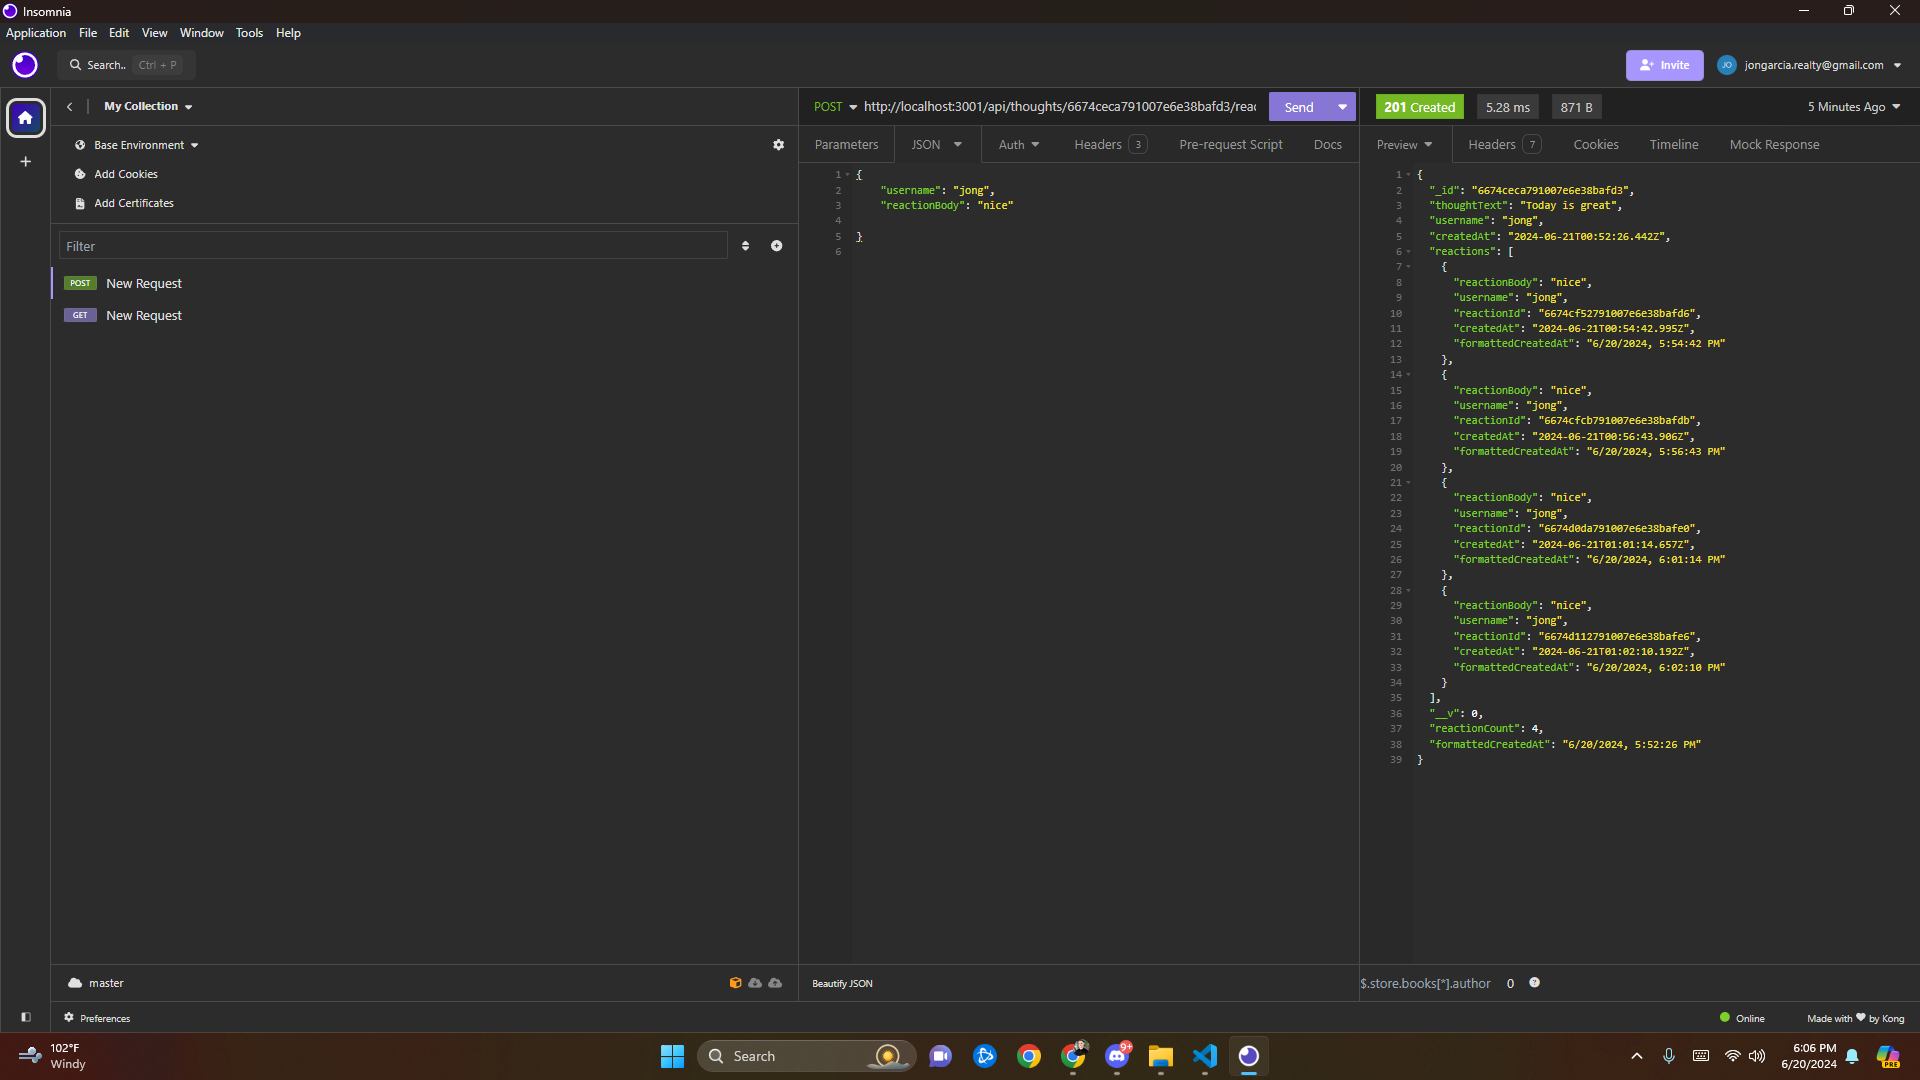 Insomnia
Application File Edit View Window Tools Help
Search.. Ctrl + P
Invite
JO jongarcia.realty@gmail.com
My Collection
Base Environment
Add Cookies
Add Certificates
Filter
POST New Request
GET New Request
master
Preferences
POST http://localhost:3001/api/thoughts/6674ceca791007e6e38bafd3/reac Send
Parameters JSON Auth Headers 3 Pre-request Script Docs
1 {
2 "username": "jong",
3 "reactionBody": "nice"
4
5 }
6
Beautify JSON
201 Created 5.28 ms 871 B 5 Minutes Ago
Preview Headers 7 Cookies Timeline Mock Response
1 {
2 "_id": "6674ceca791007e6e38bafd3",
3 "thoughtText": "Today is great",
4 "username": "jong",
5 "createdAt": "2024-06-21T00:52:26.442Z",
6 "reactions": [
7 {
8 "reactionBody": "nice",
9 "username": "jong",
10 "reactionId": "6674cf52791007e6e38bafd6",
11 "createdAt": "2024-06-21T00:54:42.995Z",
12 "formattedCreatedAt": "6/20/2024, 5:54:42 PM"
13 },
14 {
15 "reactionBody": "nice",
16 "username": "jong",
17 "reactionId": "6674cfcb791007e6e38bafdb",
18 "createdAt": "2024-06-21T00:56:43.906Z",
19 "formattedCreatedAt": "6/20/2024, 5:56:43 PM"
20 },
21 {
22 "reactionBody": "nice",
23 "username": "jong",
24 "reactionId": "6674d0da791007e6e38bafe0",
25 "createdAt": "2024-06-21T01:01:14.657Z",
26 "formattedCreatedAt": "6/20/2024, 6:01:14 PM"
27 },
28 {
29 "reactionBody": "nice",
30 "username": "jong",
31 "reactionId": "6674d112791007e6e38bafe6",
32 "createdAt": "2024-06-21T01:02:10.192Z",
33 "formattedCreatedAt": "6/20/2024, 6:02:10 PM"
34 }
35 ],
36 "__v": 0,
37 "reactionCount": 4,
38 "formattedCreatedAt": "6/20/2024, 5:52:26 PM"
39 }
$.store.books[*].author 0
Online Made with by Kong
102°F
Windy
Search
9+
6:06 PM
6/20/2024
PRE